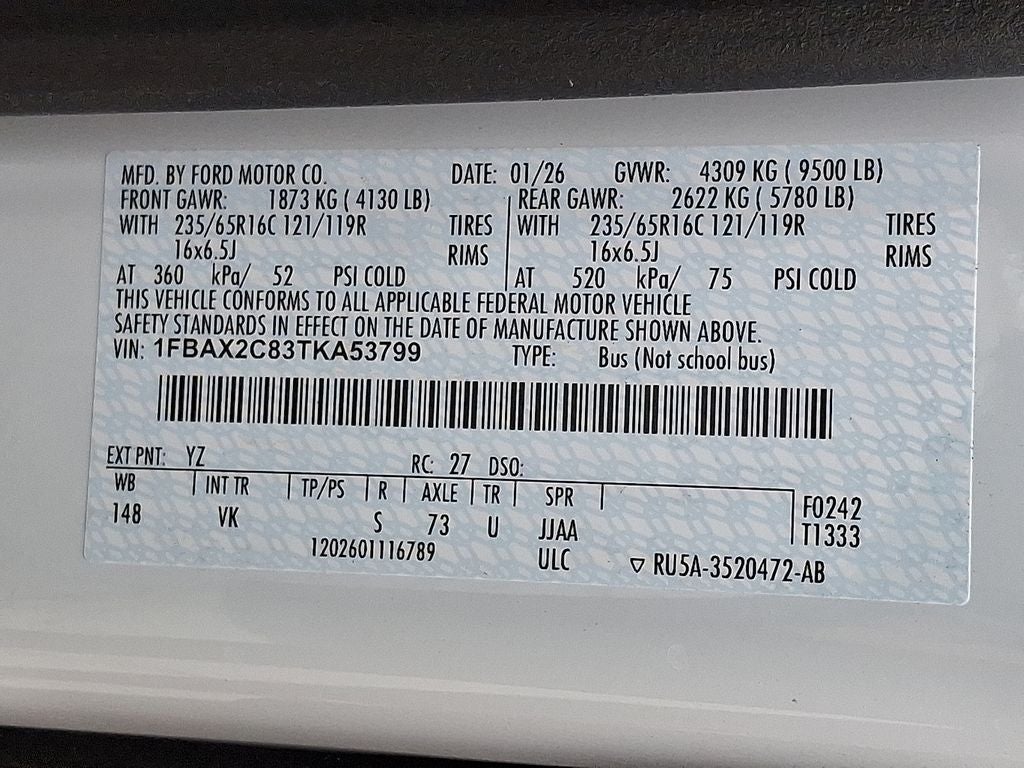 MFD. BY FORD MOTOR CO. DATE: 01/26 GVWR: 4309 KG ( 9500 LB)
FRONT GAWR: 1873 KG ( 4130 LB) REAR GAWR: 2622 KG ( 5780 LB)
WITH 235/65R16C 121/119R TIRES WITH 235/65R16C 121/119R TIRES
16x6.5J RIMS 16x6.5J RIMS
AT 360 kPa/ 52 PSI COLD AT 520 kPa/ 75 PSI COLD
THIS VEHICLE CONFORMS TO ALL APPLICABLE FEDERAL MOTOR VEHICLE
SAFETY STANDARDS IN EFFECT ON THE DATE OF MANUFACTURE SHOWN ABOVE.
VIN: 1FBAX2C83TKA53799 TYPE: Bus (Not school bus)
EXT PNT: YZ RC: 27 DSO:
WB INT TR TP/PS R AXLE TR SPR F0242
148 VK S 73 U JJAA T1333
1202601116789 ULC RU5A-3520472-AB